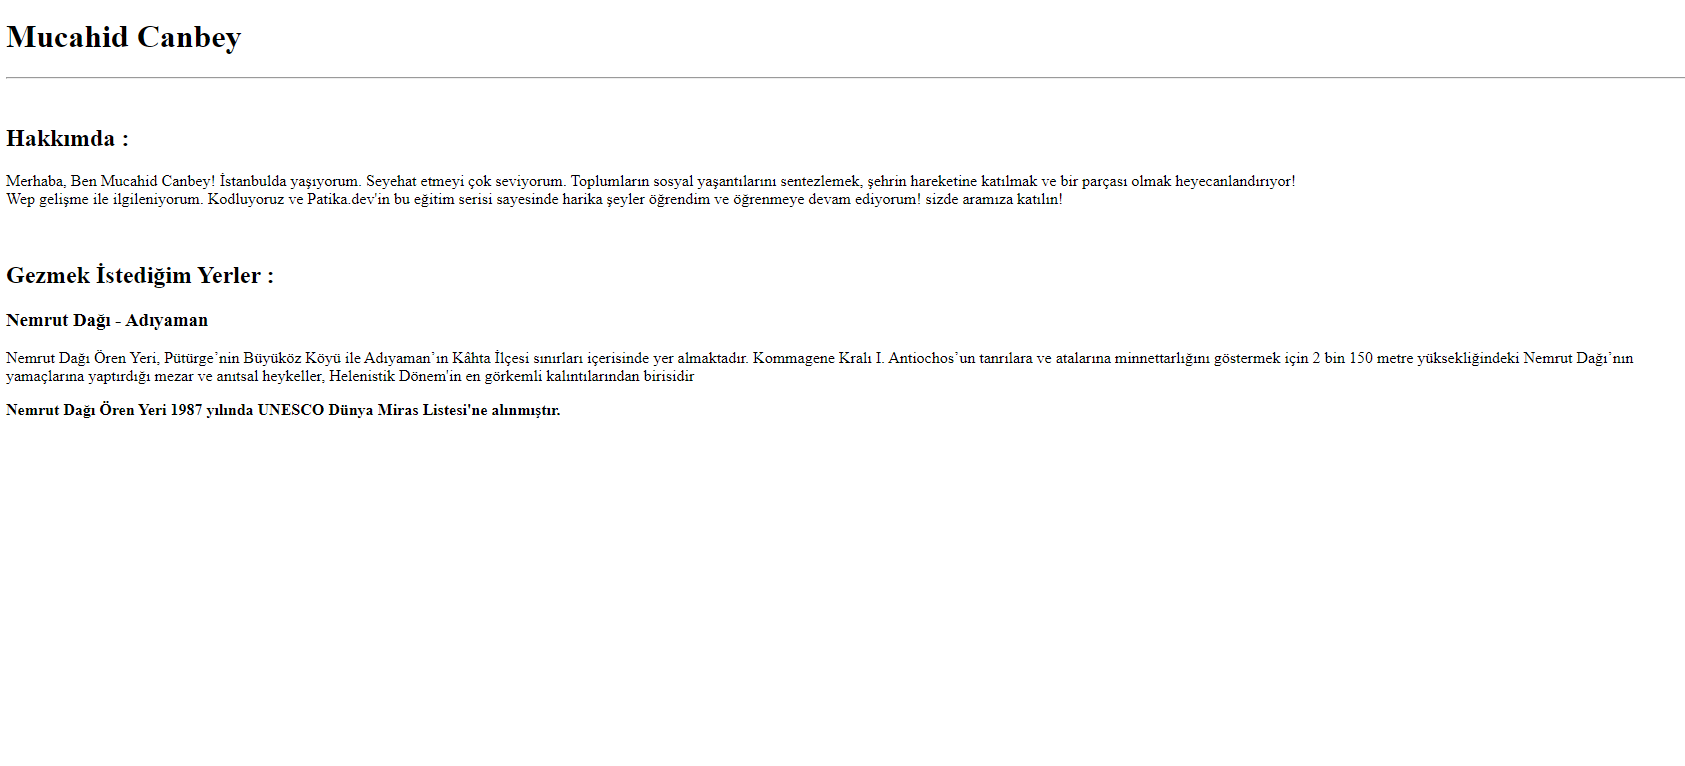 Mucahid Canbey
Hakkımda :
Merhaba, Ben Mucahid Canbey! İstanbulda yaşıyorum. Seyehat etmeyi çok seviyorum. Toplumların sosyal yaşantılarını sentezlemek, şehrin hareketine katılmak ve bir parçası olmak heyecanlandırıyor!
Wep gelişme ile ilgileniyorum. Kodluyoruz ve Patika.dev'in bu eğitim serisi sayesinde harika şeyler öğrendim ve öğrenmeye devam ediyorum! sizde aramıza katılın!
Gezmek İstediğim Yerler :
Nemrut Dağı - Adıyaman
Nemrut Dağı Ören Yeri, Pütürge’nin Büyüköz Köyü ile Adıyaman’ın Kâhta İlçesi sınırları içerisinde yer almaktadır. Kommagene Kralı I. Antiochos’un tanrılara ve atalarına minnettarlığını göstermek için 2 bin 150 metre yüksekliğindeki Nemrut Dağı’nın
yamaçlarına yaptırdığı mezar ve anıtsal heykeller, Helenistik Dönem'in en görkemli kalıntılarından birisidir
Nemrut Dağı Ören Yeri 1987 yılında UNESCO Dünya Miras Listesi'ne alınmıştır.